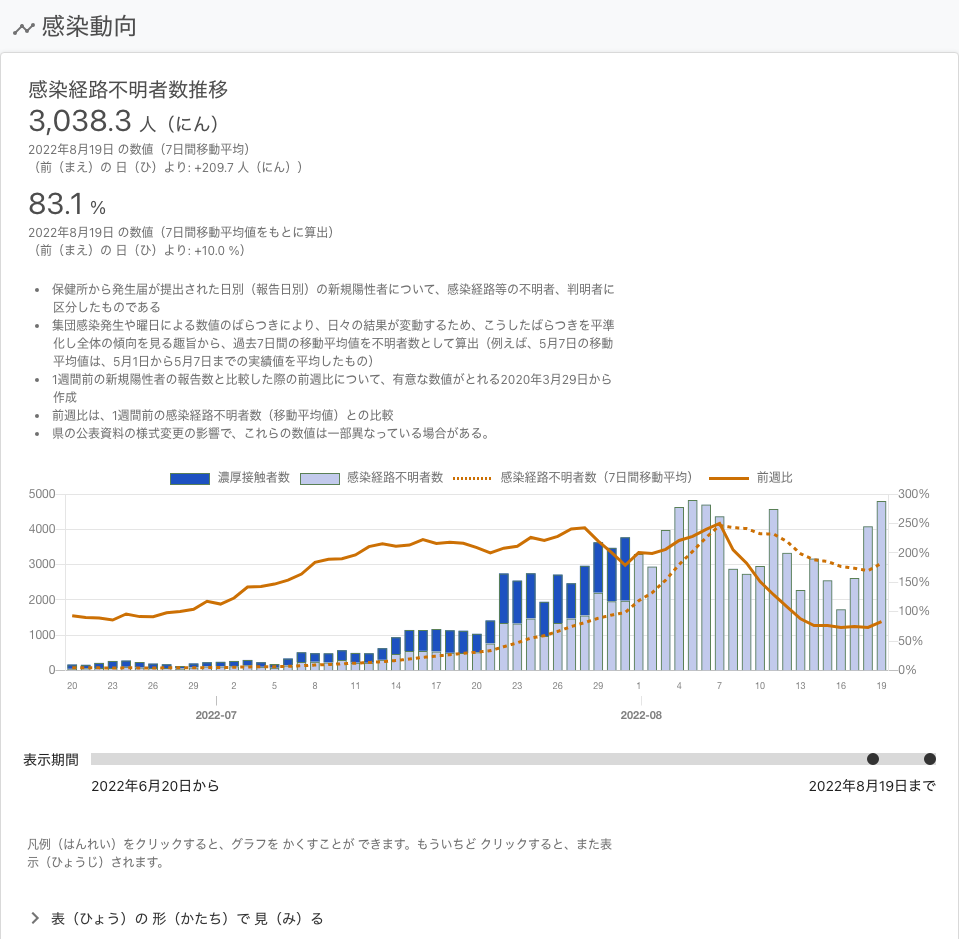 感染動向
感染経路不明者数推移
3,038.3 人（にん）
2022年8月19日 の数値（7日間移動平均）
（前（まえ）の 日（ひ）より: +209.7 人（にん））
83.1 %
2022年8月19日 の数値（7日間移動平均値をもとに算出）
（前（まえ）の 日（ひ）より: +10.0 %）
• 保健所から発生届が提出された日別（報告日別）の新規陽性者について、感染経路等の不明者、判明者に
区分したものである
• 集団感染発生や曜日による数値のばらつきにより、日々の結果が変動するため、こうしたばらつきを平準
化し全体の傾向を見る趣旨から、過去7日間の移動平均値を不明者数として算出（例えば、5月7日の移動
平均値は、5月1日から5月7日までの実績値を平均したもの）
• 1週間前の新規陽性者の報告数と比較した際の前週比について、有意な数値がとれる2020年3月29日から
作成
• 前週比は、1週間前の感染経路不明者数（移動平均値）との比較
• 県の公表資料の様式変更の影響で、これらの数値は一部異なっている場合がある。
濃厚接触者数 感染経路不明者数 感染経路不明者数（7日間移動平均） 前週比
5000 300%
4000 250%
3000 200%
2000 150%
1000 100%
50%
0 0%
20 23 26 29 2 5 8 11 14 17 20 23 26 29 1 4 7 10 13 16 19
2022-07 2022-08
表示期間
2022年6月20日から 2022年8月19日まで
凡例（はんれい）をクリックすると、グラフを かくすことが できます。もういちど クリックすると、また表
示（ひょうじ）されます。
表（ひょう）の 形（かたち）で 見（み）る